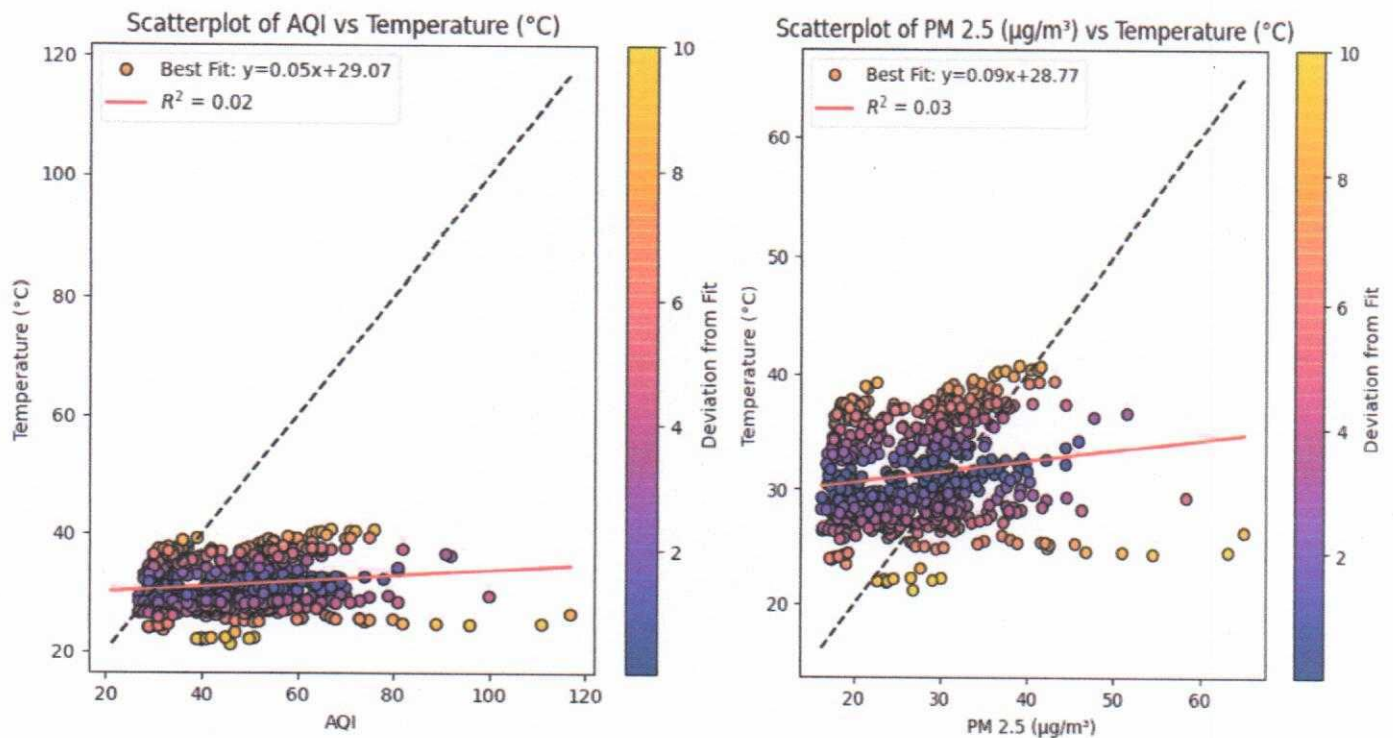 Scatterplot of AQI vs Temperature (°C)
Best Fit: y=0.05x+29.07
R² = 0.02
120
100
80
60
40
20
Temperature (°C)
20 40 60 80 100 120
AQI
10
8
6
4
2
Deviation from Fit
Scatterplot of PM 2.5 (µg/m³) vs Temperature (°C)
Best Fit: y=0.09x+28.77
R² = 0.03
60
50
40
30
20
Temperature (°C)
20 30 40 50 60
PM 2.5 (µg/m³)
10
8
6
4
2
Deviation from Fit